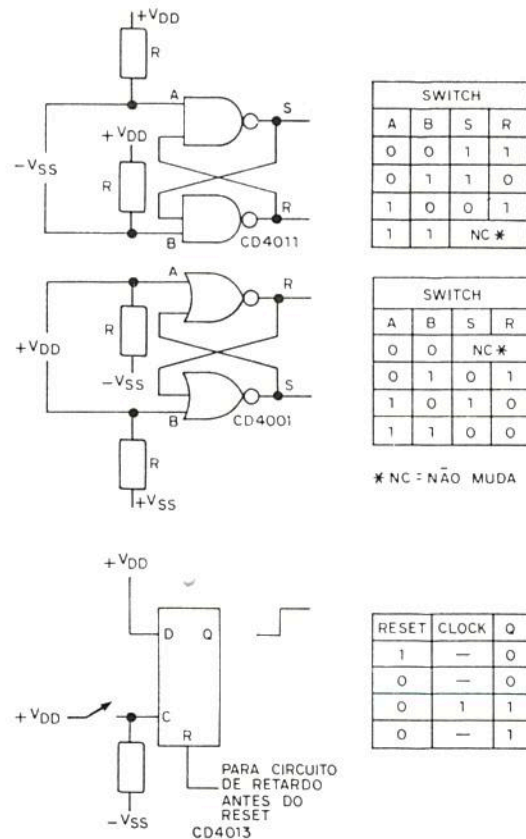 +VDD
R
A
S
+VDD
-VSS
R
R
B
CD4011
SWITCH
A B S R
0 0 1 1
0 1 1 0
1 0 0 1
1 1 NC *
A
R
R
+VDD
-VSS
S
B
CD4001
R
+VSS
SWITCH
A B S R
0 0 NC *
0 1 0 1
1 0 1 0
1 1 0 0
* NC = NÃO MUDA
+VDD
D Q
+VDD
C
R
-VSS
PARA CIRCUITO
DE RETARDO
ANTES DO
RESET
CD4013
RESET CLOCK Q
1 — 0
0 — 0
0 1 1
0 — 1